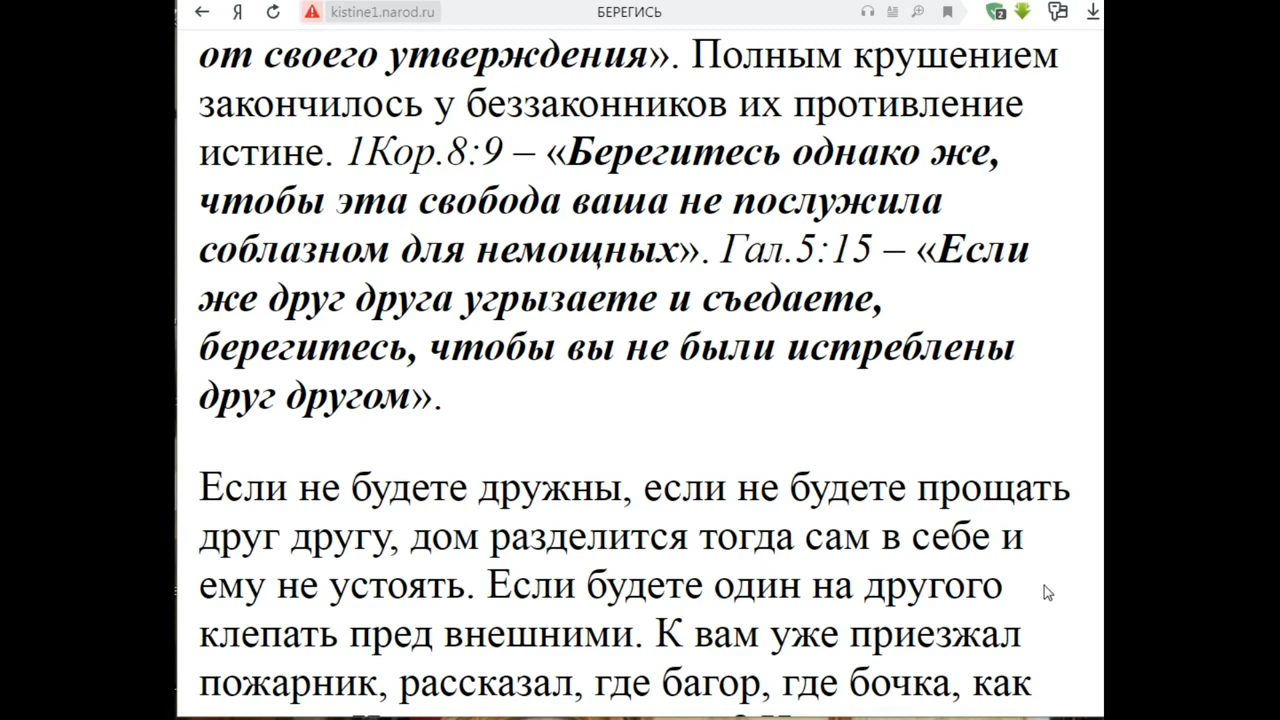 Я kistine1.narod.ru БЕРЕГИСЬ 2
от своего утверждения». Полным крушением
закончилось у беззаконников их противление
истине. 1Кор.8:9 – «Берегитесь однако же,
чтобы эта свобода ваша не послужила
соблазном для немощных». Гал.5:15 – «Если
же друг друга угрызаете и съедаете,
берегитесь, чтобы вы не были истреблены
друг другом».
Если не будете дружны, если не будете прощать
друг другу, дом разделится тогда сам в себе и
ему не устоять. Если будете один на другого
клепать пред внешними. К вам уже приезжал
пожарник, рассказал, где багор, где бочка, как